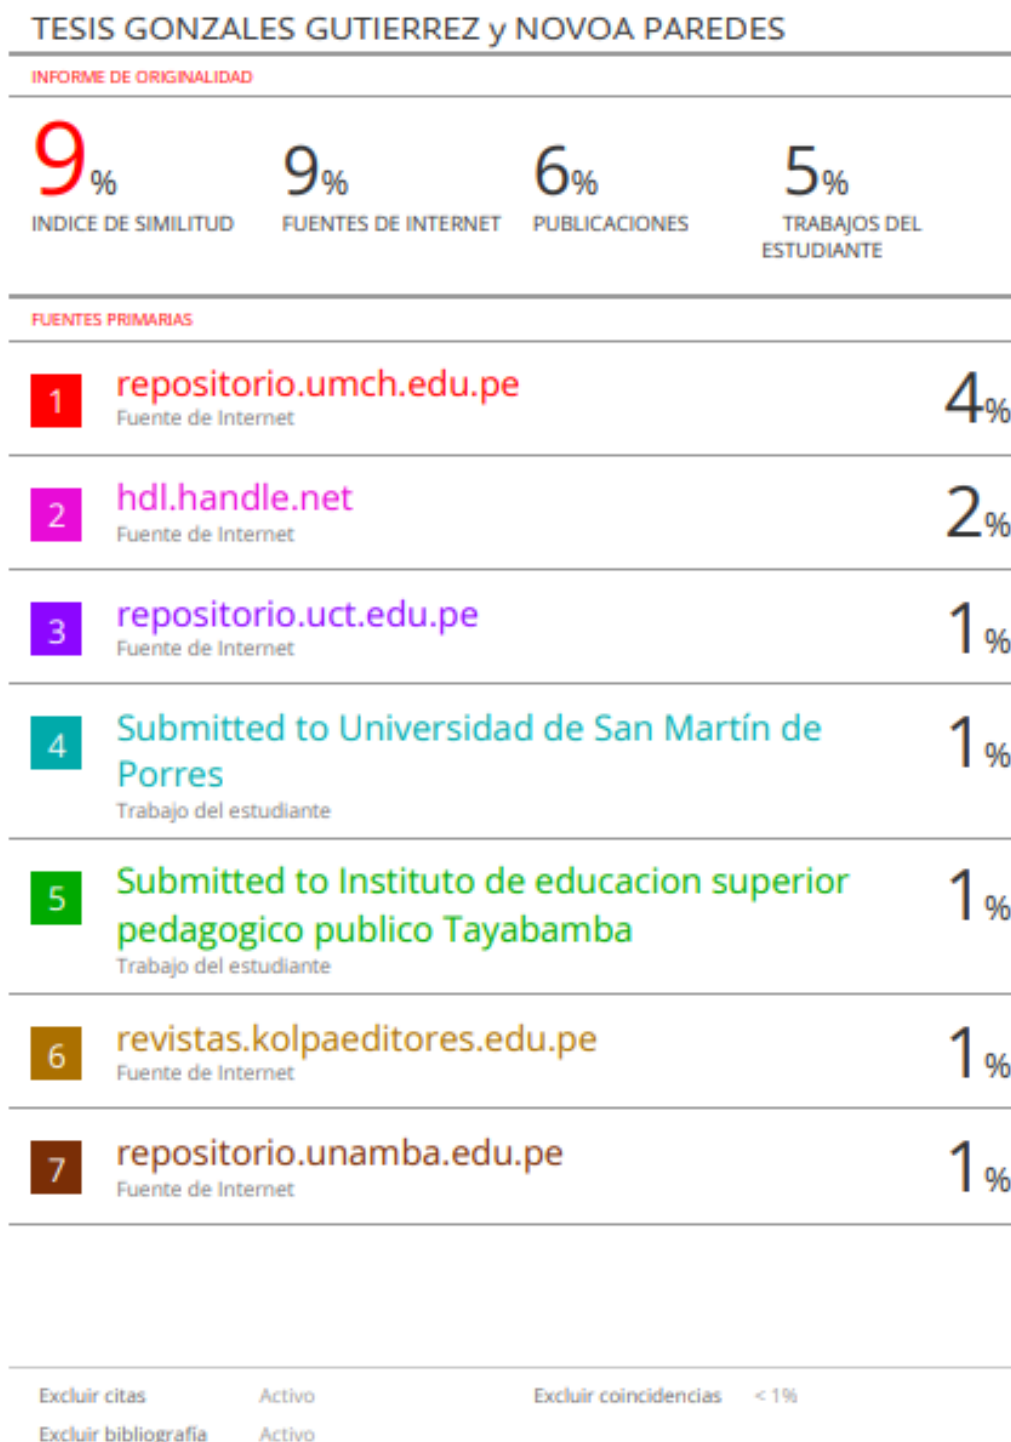 TESIS GONZALES GUTIERREZ y NOVOA PAREDES
INFORME DE ORIGINALIDAD
9% 9% 6% 5%
INDICE DE SIMILITUD FUENTES DE INTERNET PUBLICACIONES TRABAJOS DEL
ESTUDIANTE
FUENTES PRIMARIAS
1 repositorio.umch.edu.pe 4%
Fuente de Internet
2 hdl.handle.net 2%
Fuente de Internet
3 repositorio.uct.edu.pe 1%
Fuente de Internet
4 Submitted to Universidad de San Martín de 1%
Porres
Trabajo del estudiante
5 Submitted to Instituto de educacion superior 1%
pedagogico publico Tayabamba
Trabajo del estudiante
6 revistas.kolpaeditores.edu.pe 1%
Fuente de Internet
7 repositorio.unamba.edu.pe 1%
Fuente de Internet
Excluir citas Activo Excluir coincidencias < 1%
Excluir bibliografía Activo